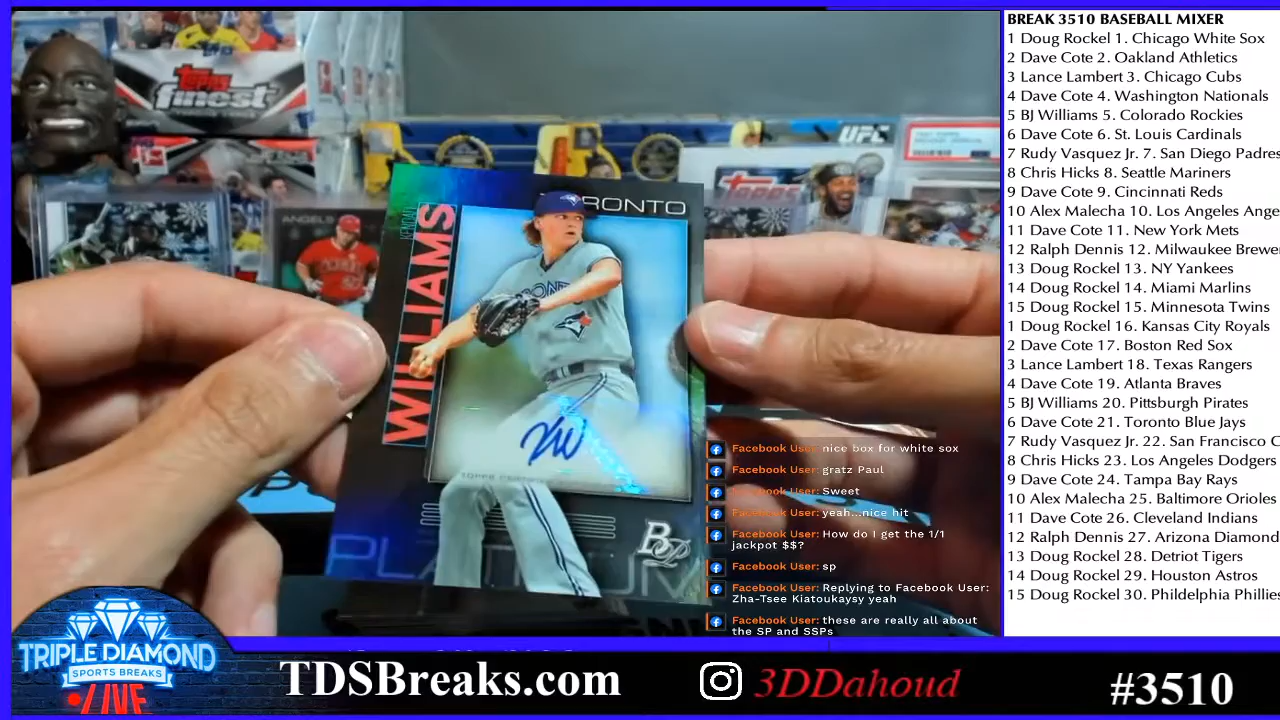 BREAK 3510 BASEBALL MIXER
1 Doug Rockel 1. Chicago White Sox
2 Dave Cote 2. Oakland Athletics
3 Lance Lambert 3. Chicago Cubs
4 Dave Cote 4. Washington Nationals
5 BJ Williams 5. Colorado Rockies
6 Dave Cote 6. St. Louis Cardinals
7 Rudy Vasquez Jr. 7. San Diego Padres
8 Chris Hicks 8. Seattle Mariners
9 Dave Cote 9. Cincinnati Reds
10 Alex Malecha 10. Los Angeles Ange
11 Dave Cote 11. New York Mets
12 Ralph Dennis 12. Milwaukee Brewe
13 Doug Rockel 13. NY Yankees
14 Doug Rockel 14. Miami Marlins
15 Doug Rockel 15. Minnesota Twins
1 Doug Rockel 16. Kansas City Royals
2 Dave Cote 17. Boston Red Sox
3 Lance Lambert 18. Texas Rangers
4 Dave Cote 19. Atlanta Braves
5 BJ Williams 20. Pittsburgh Pirates
6 Dave Cote 21. Toronto Blue Jays
7 Rudy Vasquez Jr. 22. San Francisco C
8 Chris Hicks 23. Los Angeles Dodgers
9 Dave Cote 24. Tampa Bay Rays
10 Alex Malecha 25. Baltimore Orioles
11 Dave Cote 26. Cleveland Indians
12 Ralph Dennis 27. Arizona Diamond
13 Doug Rockel 28. Detriot Tigers
14 Doug Rockel 29. Houston Astros
15 Doug Rockel 30. Phildelphia Phillies
Topps
finest
UFC
TOPPS
ANGELS
RONTO
KENDALL
WILLIAMS
KW
BP
PLATINUM
Facebook User: nice box for white sox
Facebook User: gratz Paul
Facebook User: Sweet
Facebook User: yeah...nice hit
Facebook User: How do I get the 1/1
jackpot $$?
Facebook User: sp
Facebook User: Replying to Facebook User:
Zha-Tsee Kiatoukaysy yeah
Facebook User: these are really all about
the SP and SSPs
TRIPLE DIAMOND
SPORTS BREAKS
LIVE
TDSBreaks.com
3DDahoud
#3510